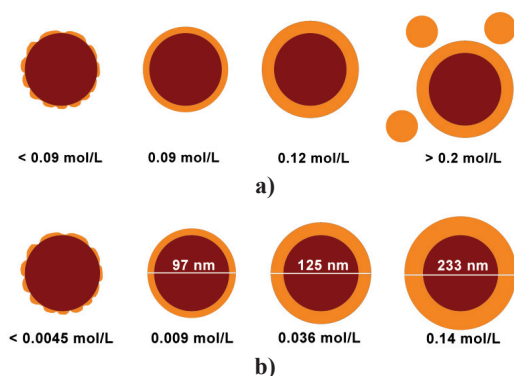 < 0.09 mol/L 0.09 mol/L 0.12 mol/L > 0.2 mol/L
a)
97 nm 125 nm 233 nm
< 0.0045 mol/L 0.009 mol/L 0.036 mol/L 0.14 mol/L
b)